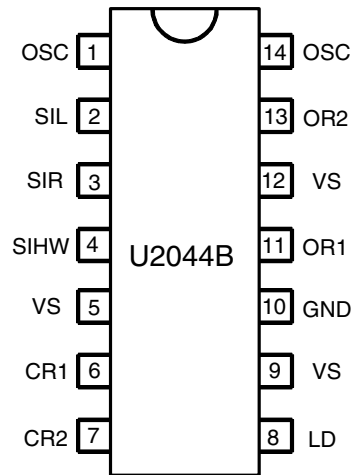 OSC 1 14 OSC
SIL 2 13 OR2
SIR 3 12 VS
SIHW 4 11 OR1
U2044B
VS 5 10 GND
CR1 6 9 VS
CR2 7 8 LD